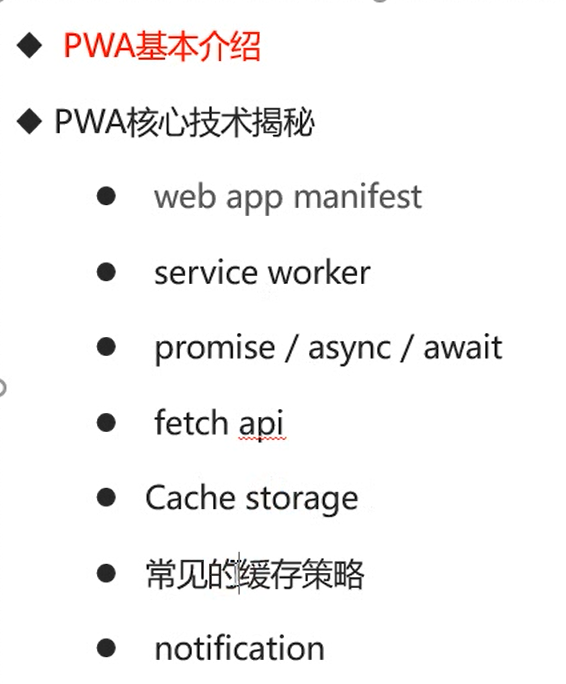 PWA基本介绍
PWA核心技术揭秘
web app manifest
service worker
promise / async / await
fetch api
Cache storage
常见的缓存策略
notification